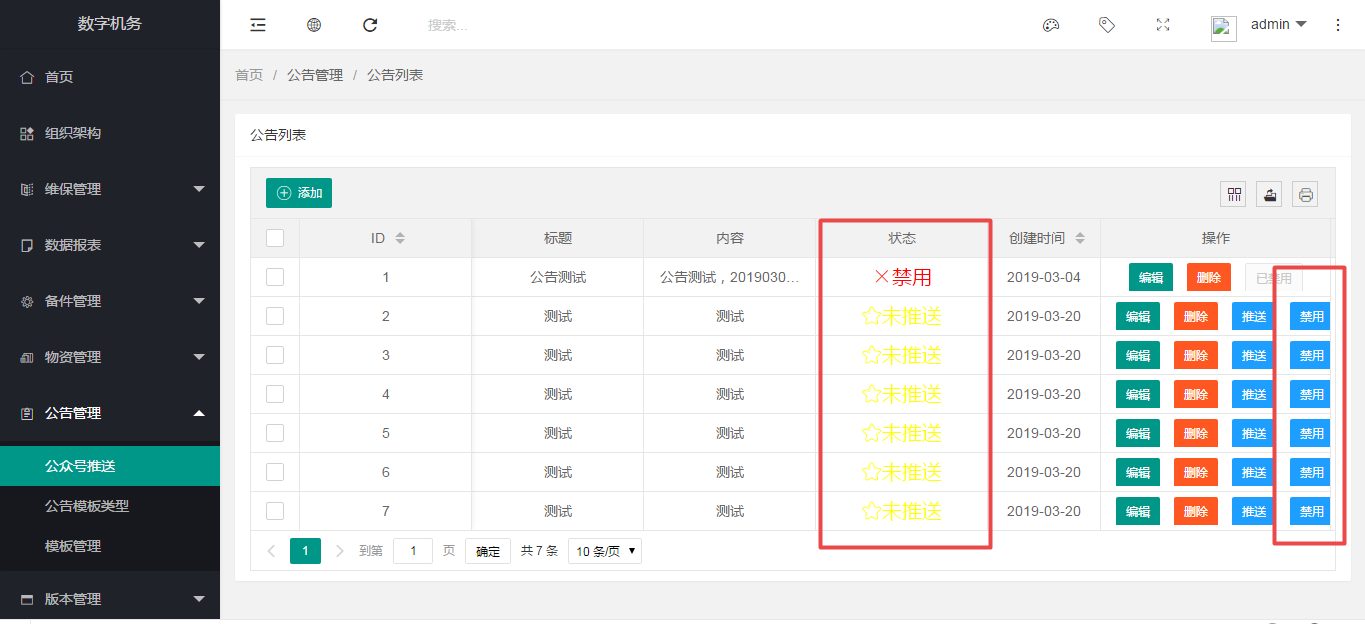 数字机务
搜索...
admin
首页
组织架构
维保管理
数据报表
备件管理
物资管理
公告管理
公众号推送
公告模板类型
模板管理
版本管理
首页 / 公告管理 / 公告列表
公告列表
添加
ID 标题 内容 状态 创建时间 操作
1 公告测试 公告测试，2019030... 禁用 2019-03-04 编辑 删除 已禁用
2 测试 测试 未推送 2019-03-20 编辑 删除 推送 禁用
3 测试 测试 未推送 2019-03-20 编辑 删除 推送 禁用
4 测试 测试 未推送 2019-03-20 编辑 删除 推送 禁用
5 测试 测试 未推送 2019-03-20 编辑 删除 推送 禁用
6 测试 测试 未推送 2019-03-20 编辑 删除 推送 禁用
7 测试 测试 未推送 2019-03-20 编辑 删除 推送 禁用
1 到第 1 页 确定 共 7 条 10 条/页